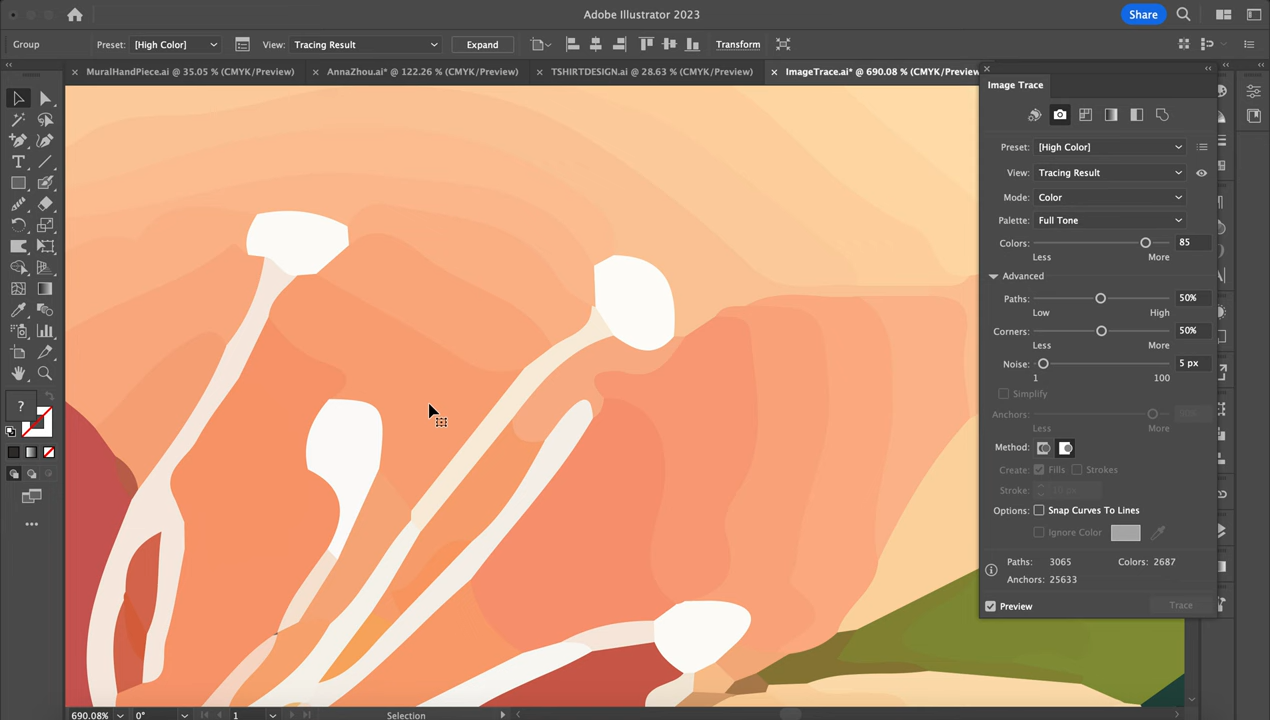 Adobe Illustrator 2023
Share
Group
Preset: [High Color]
View: Tracing Result
Expand
Transform
MuralHandPiece.ai @ 35.05 % (CMYK/Preview)
AnnaZhou.ai* @ 122.26 % (CMYK/Preview)
TSHIRTDESIGN.ai @ 28.63 % (CMYK/Preview)
ImageTrace.ai* @ 690.08 % (CMYK/Preview
Image Trace
Preset: [High Color]
View: Tracing Result
Mode: Color
Palette: Full Tone
Colors: 85
Less More
Advanced
Paths: 50%
Low High
Corners: 50%
Less More
Noise: 5 px
1 100
Simplify
Anchors:
Less More
Method:
Create: Fills Strokes
Stroke: 10 px
Options: Snap Curves To Lines
Ignore Color
Paths: 3065 Colors: 2687
Anchors: 25633
Preview
Trace
?
690.08% 0° 1 Selection